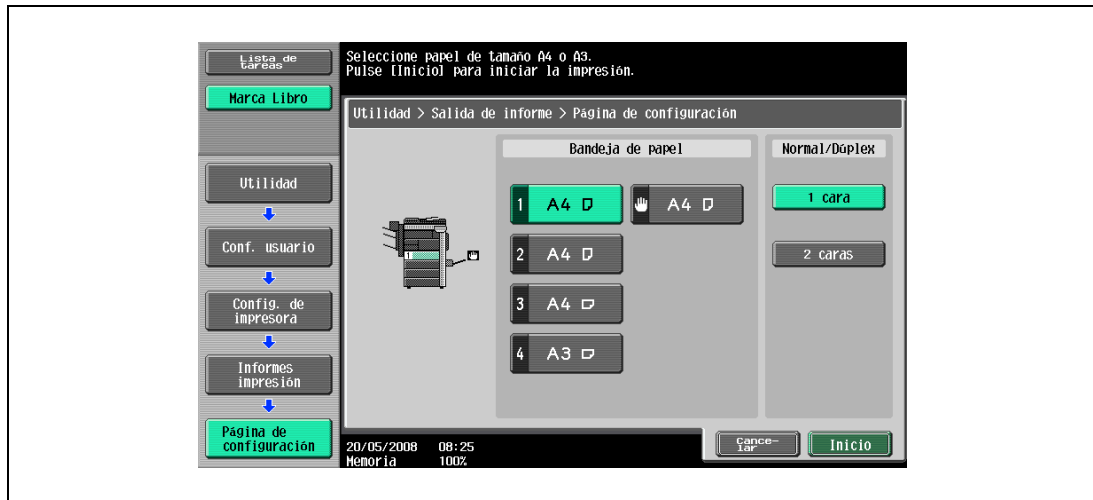 Lista de
tareas
Seleccione papel de tamaño A4 o A3.
Pulse [Inicio] para iniciar la impresión.
Marca Libro
Utilidad > Salida de informe > Página de configuración
Bandeja de papel
Normal/Dúplex
Utilidad
1 A4
A4
1 cara
Conf. usuario
1
2 A4
2 caras
Config. de
impresora
3 A4
Informes
impresión
4 A3
Página de
configuración
20/05/2008 08:25
Memoria 100%
Cance-
lar
Inicio